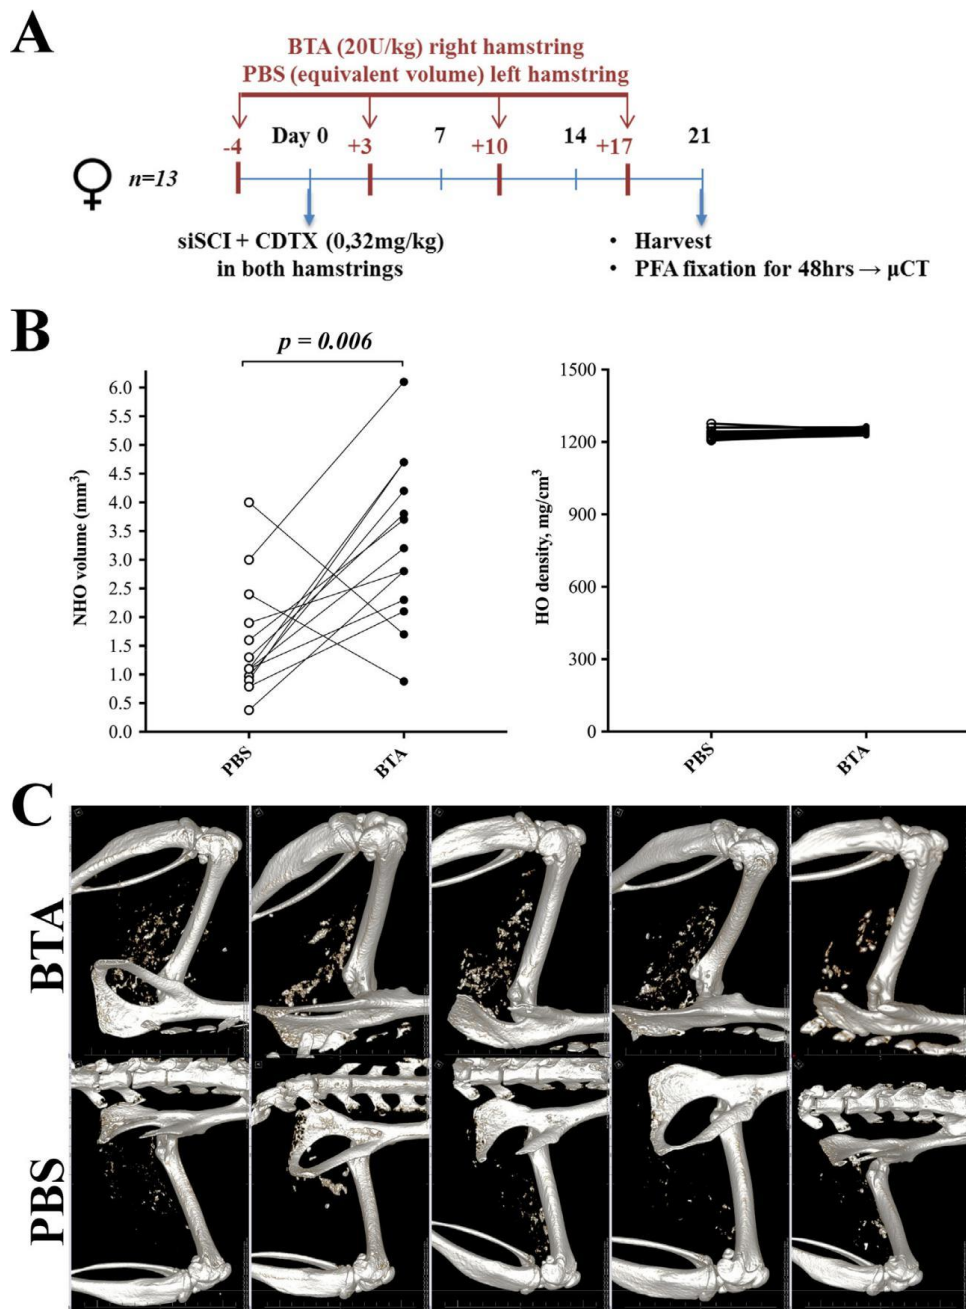 A
BTA (20U/kg) right hamstring
PBS (equivalent volume) left hamstring
-4 Day 0 +3 7 +10 14 +17 21
n=13
siSCI + CDTX (0,32mg/kg)
in both hamstrings
• Harvest
• PFA fixation for 48hrs → µCT
B
p = 0.006
NHO volume (mm³)
6.0
5.5
5.0
4.5
4.0
3.5
3.0
2.5
2.0
1.5
1.0
0.5
0.0
PBS
BTA
HO density, mg/cm³
1500
1200
900
600
300
0
PBS
BTA
C
BTA
PBS